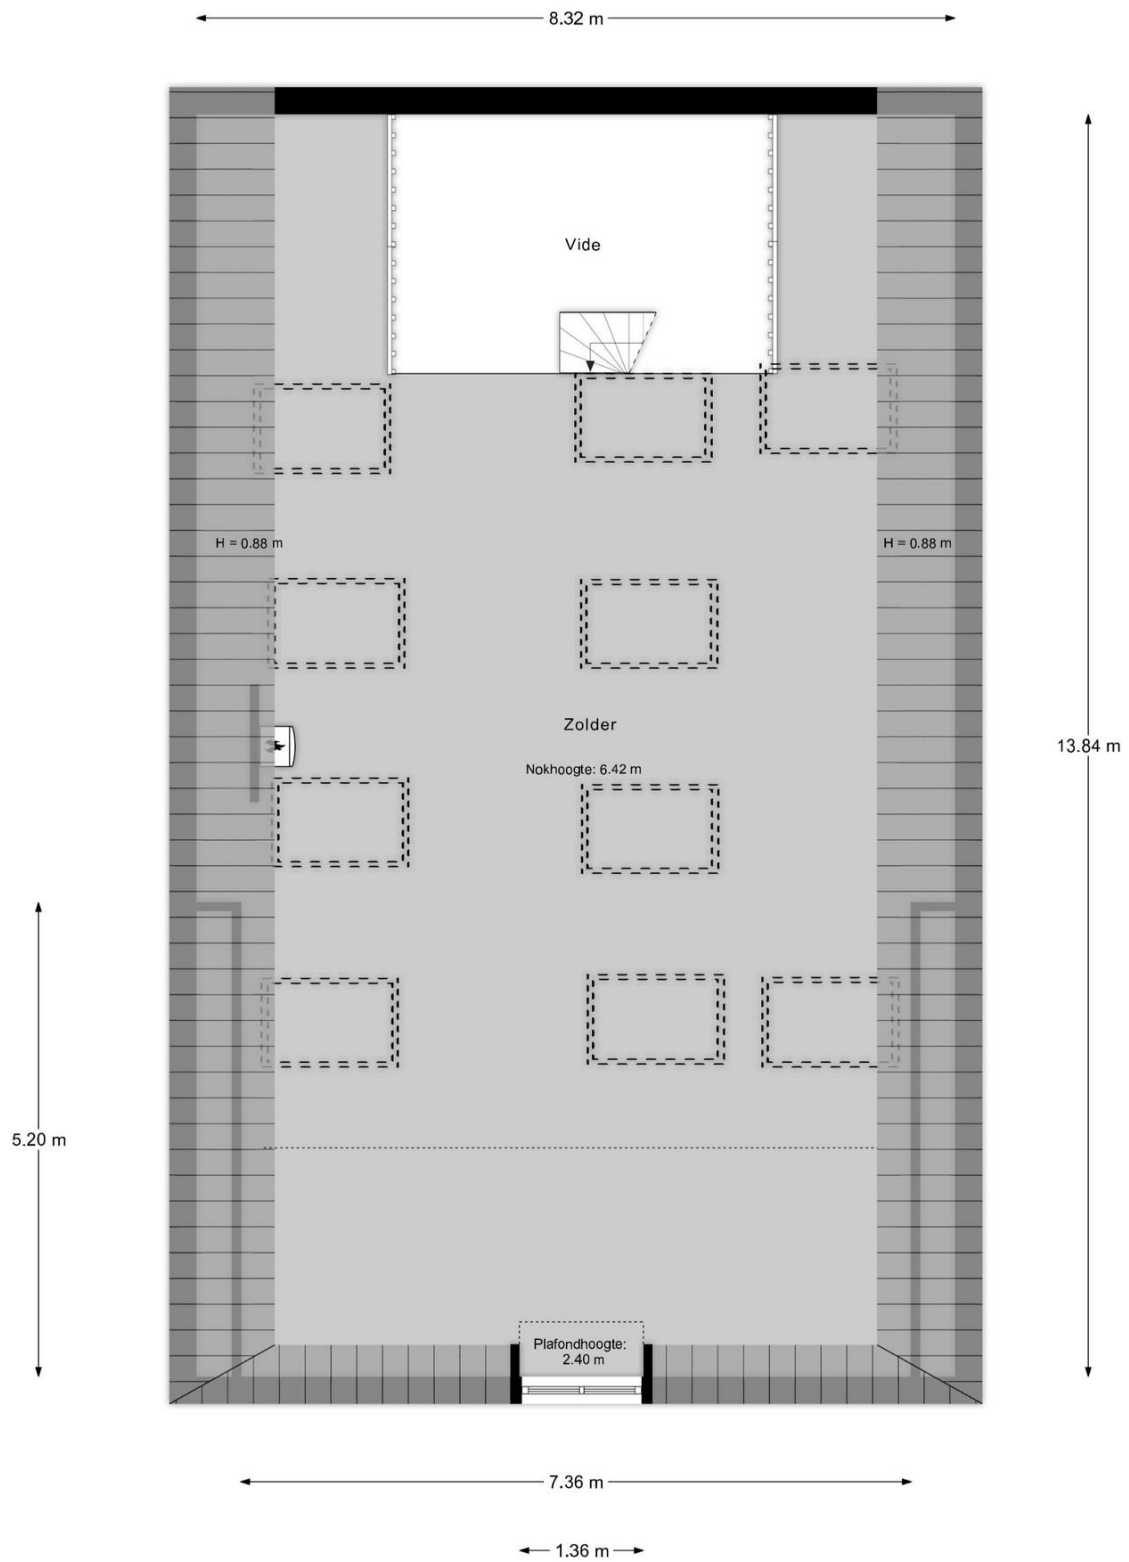 8.32 m
Vide
H = 0.88 m
H = 0.88 m
Zolder
Nokhoogte: 6.42 m
13.84 m
5.20 m
Plafondhoogte:
2.40 m
7.36 m
1.36 m